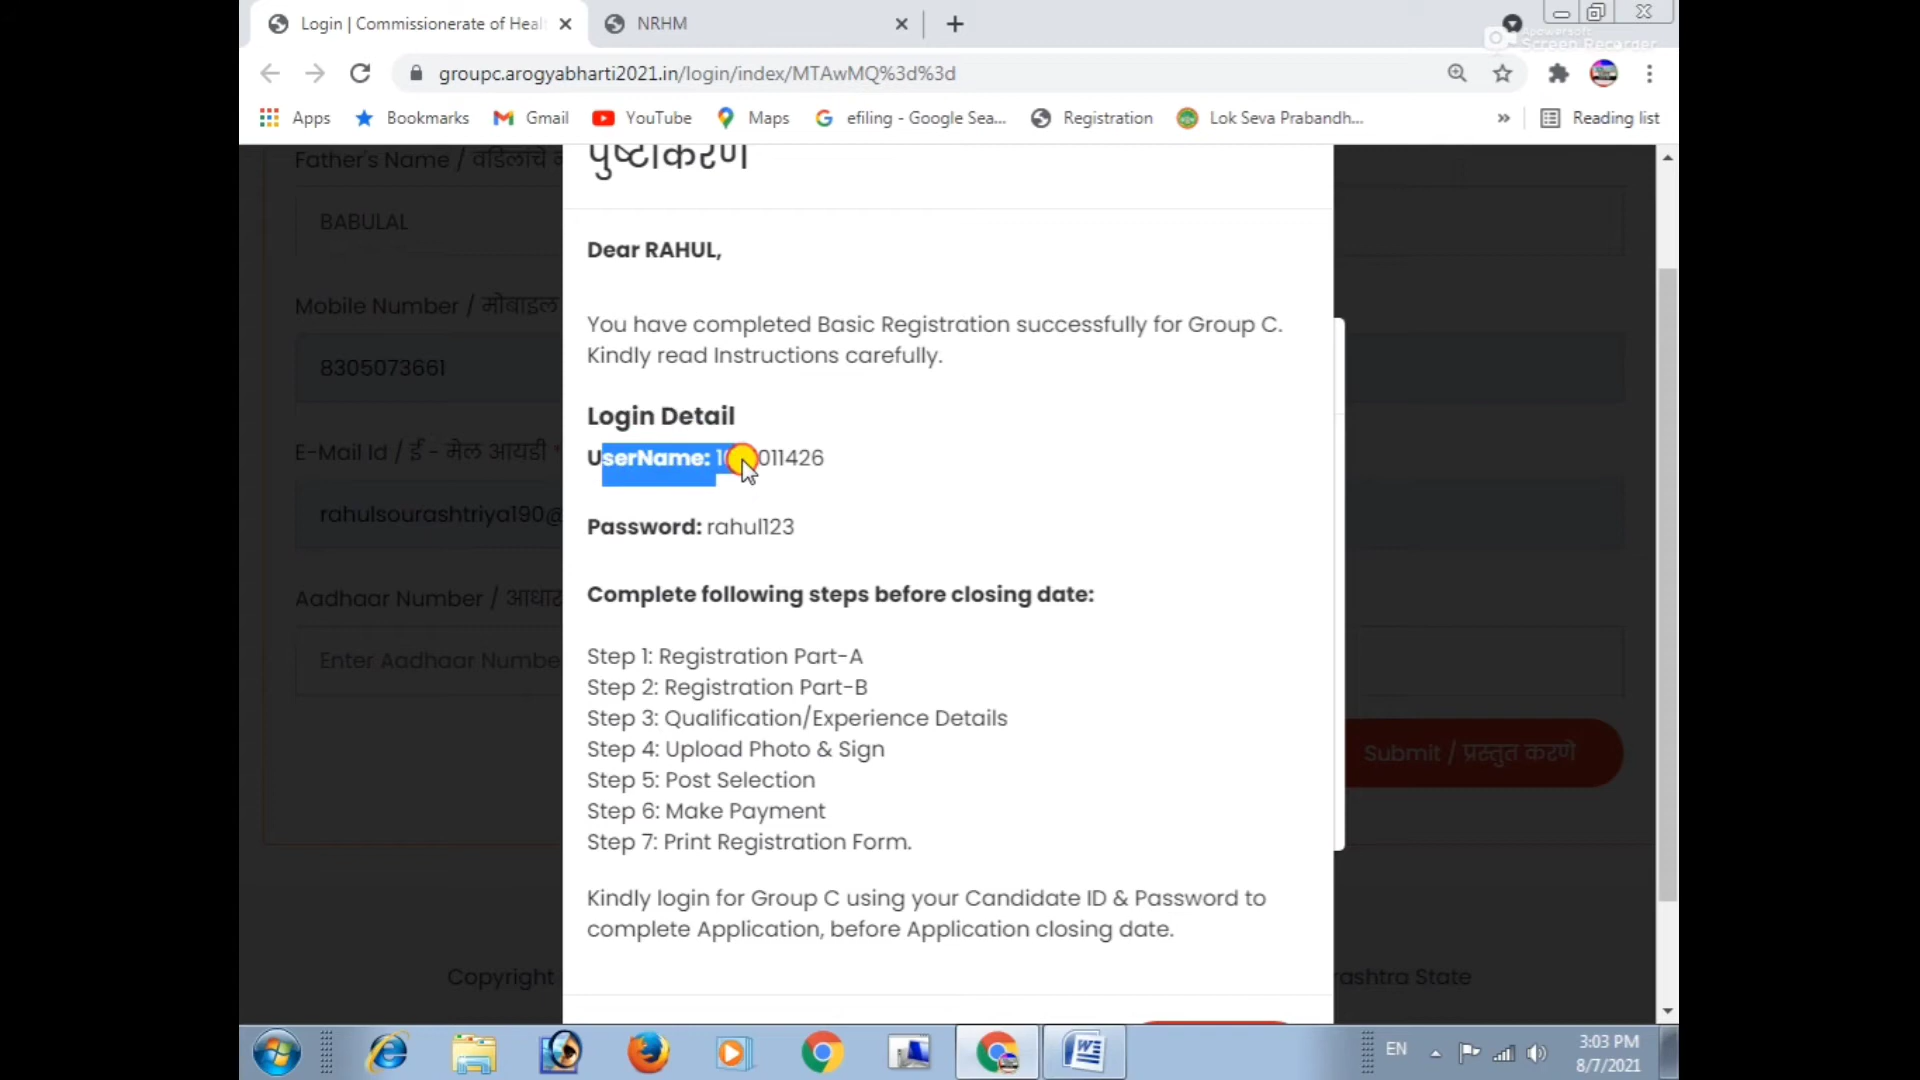 Login | Commissionerate of Heal
NRHM
Apowersoft
Screen Recorder
groupc.arogyabharti2021.in/login/index/MTAwMQ%3d%3d
Apps
Bookmarks
Gmail
YouTube
Maps
efiling - Google Sea...
Registration
Lok Seva Prabandh...
»
Reading list
Father's Name / वडिलांचे
पुष्टीकरण
BABULAL
Dear RAHUL,
Mobile Number / मोबाइल
You have completed Basic Registration successfully for Group C.
Kindly read Instructions carefully.
8305073661
Login Detail
E-Mail Id / ई - मेल आयडी *
UserName: 011426
rahulsourashtriya190@
Password: rahul123
Aadhaar Number / आधार
Complete following steps before closing date:
Enter Aadhaar Numbe
Step 1: Registration Part-A
Step 2: Registration Part-B
Step 3: Qualification/Experience Details
Step 4: Upload Photo & Sign
Submit / प्रस्तुत करणे
Step 5: Post Selection
Step 6: Make Payment
Step 7: Print Registration Form.
Kindly login for Group C using your Candidate ID & Password to
complete Application, before Application closing date.
Copyright
rashtra State
EN
3:03 PM
8/7/2021